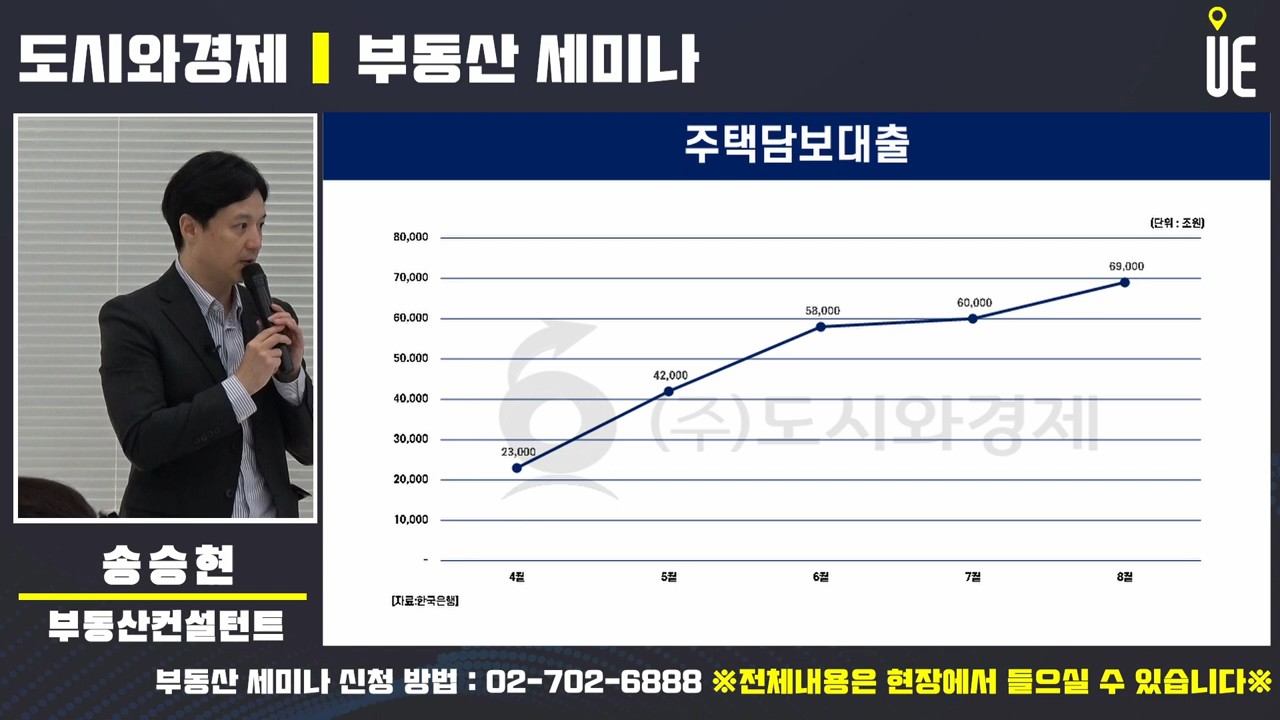 도시와경제 부동산 세미나
UE
주택담보대출
(단위 : 조원)
80,000
70,000
60.000
50.000
40,000
30,000
20,000
10,000
-
23,000
42,000
58,000
60,000
69,000
4월
5월
6월
7월
8월
[자료:한국은행]
(주)도시와경제
송승현
부동산컨설턴트
부동산 세미나 신청 방법 : 02-702-6888 ※전체내용은 현장에서 들으실 수 있습니다※